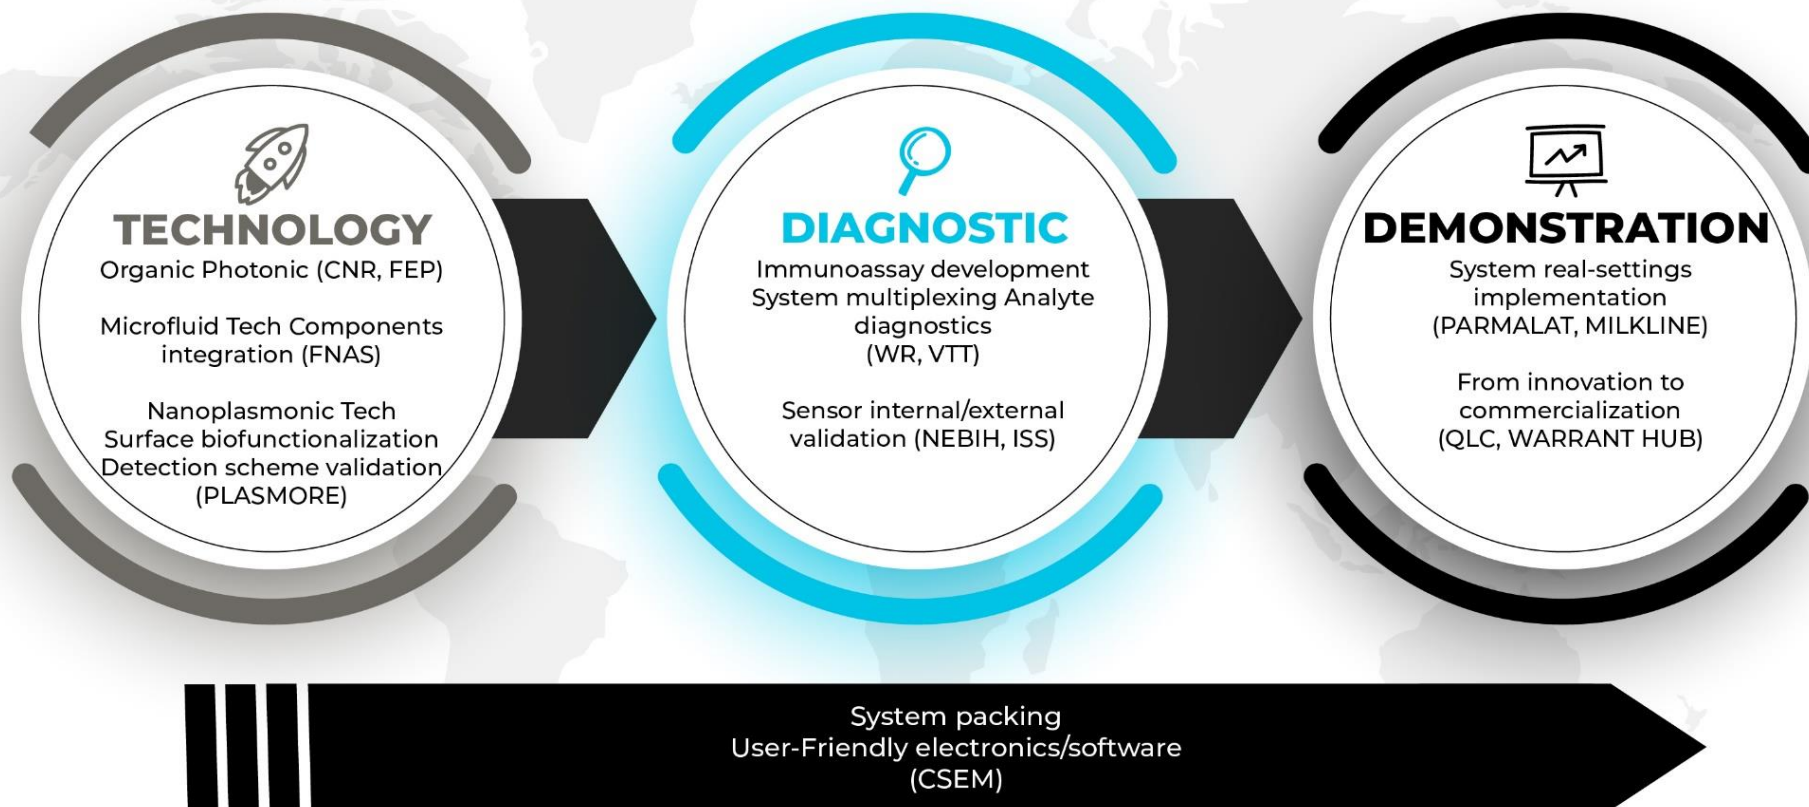 TECHNOLOGY
Organic Photonic (CNR, FEP)
Microfluid Tech Components
integration (FNAS)
Nanoplasmonic Tech
Surface biofunctionalization
Detection scheme validation
(PLASMORE)
DIAGNOSTIC
Immunoassay development
System multiplexing Analyte
diagnostics
(WR, VTT)
Sensor internal/external
validation (NEBIH, ISS)
DEMONSTRATION
System real-settings
implementation
(PARMALAT, MILKLINE)
From innovation to
commercialization
(QLC, WARRANT HUB)
System packing
User-Friendly electronics/software
(CSEM)